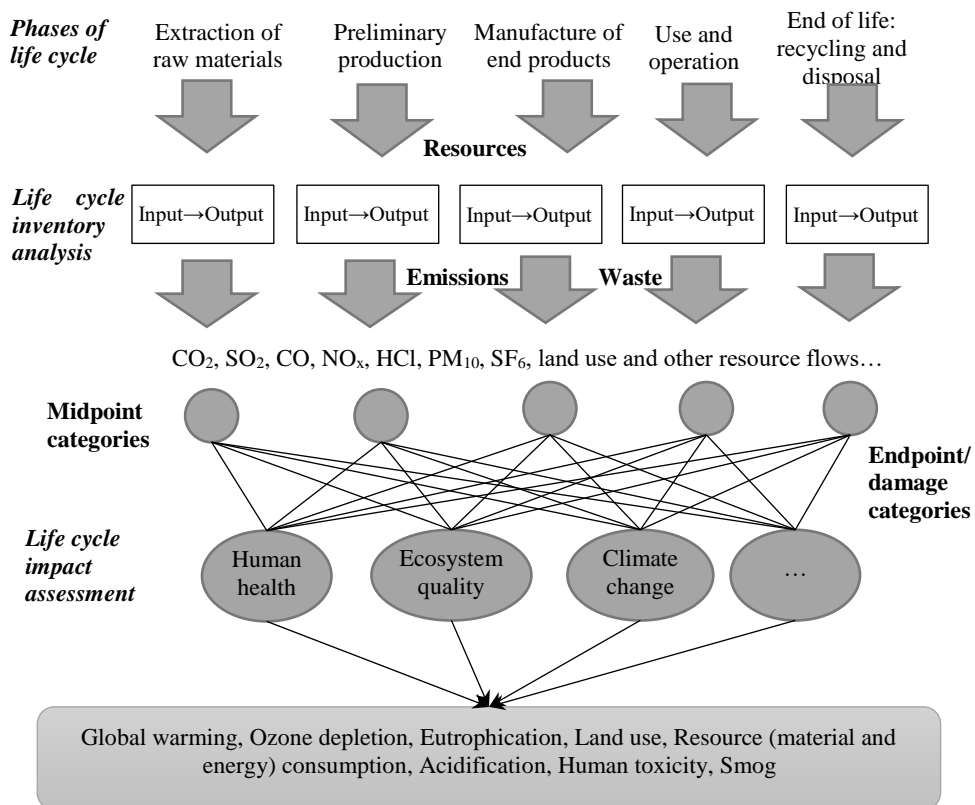 Phases of
life cycle
Extraction of
raw materials
Preliminary
production
Manufacture of
end products
Use and
operation
End of life:
recycling and
disposal
Resources
Life cycle
inventory
analysis
Input→Output
Input→Output
Input→Output
Input→Output
Input→Output
Emissions
Waste
CO₂, SO₂, CO, NOₓ, HCl, PM₁₀, SF₆, land use and other resource flows…
Midpoint
categories
Endpoint/
damage
categories
Life cycle
impact
assessment
Human
health
Ecosystem
quality
Climate
change
…
Global warming, Ozone depletion, Eutrophication, Land use, Resource (material and
energy) consumption, Acidification, Human toxicity, Smog